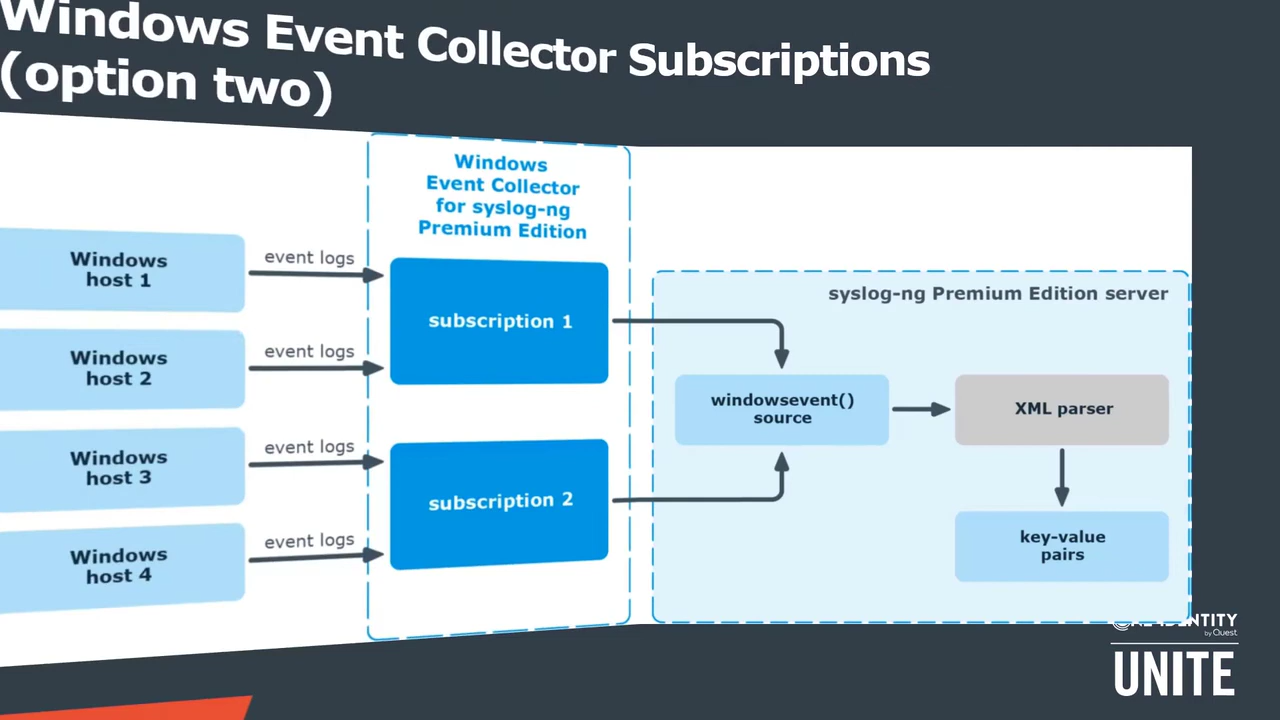 Windows Event Collector Subscriptions
(option two)
Windows
Event Collector
for syslog-ng
Premium Edition
Windows
host 1
event logs
Windows
host 2
event logs
Windows
host 3
event logs
Windows
host 4
event logs
subscription 1
subscription 2
syslog-ng Premium Edition server
windowsevent()
source
XML parser
key-value
pairs
by Quest
UNITE